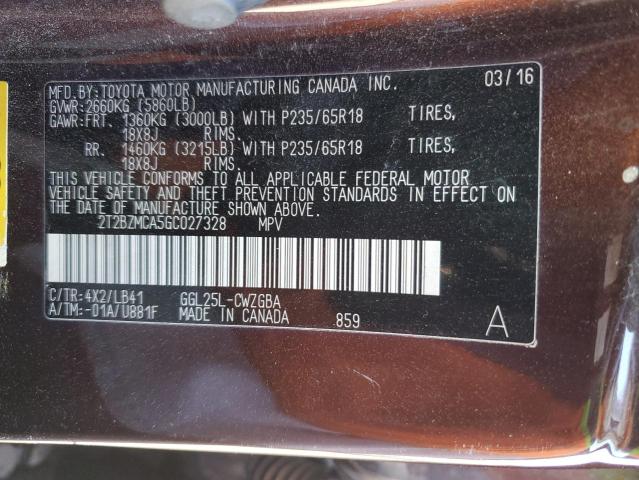 MFD.BY:TOYOTA MOTOR MANUFACTURING CANADA INC. 03/16
GVWR:2660KG (5860LB)
GAWR:FRT. 1360KG (3000LB) WITH P235/65R18 TIRES,
18X8J RIMS.
RR. 1460KG (3215LB) WITH P235/65R18 TIRES,
18X8J RIMS.
THIS VEHICLE CONFORMS TO ALL APPLICABLE FEDERAL MOTOR
VEHICLE SAFETY AND THEFT PREVENTION STANDARDS IN EFFECT
ON THE DATE OF MANUFACTURE SHOWN ABOVE.
2T2BZMCA5GC027328 MPV
C/TR:4X2/LB41 GGL25L-CWZGBA
A/TM:-01A/U881F MADE IN CANADA 859 A